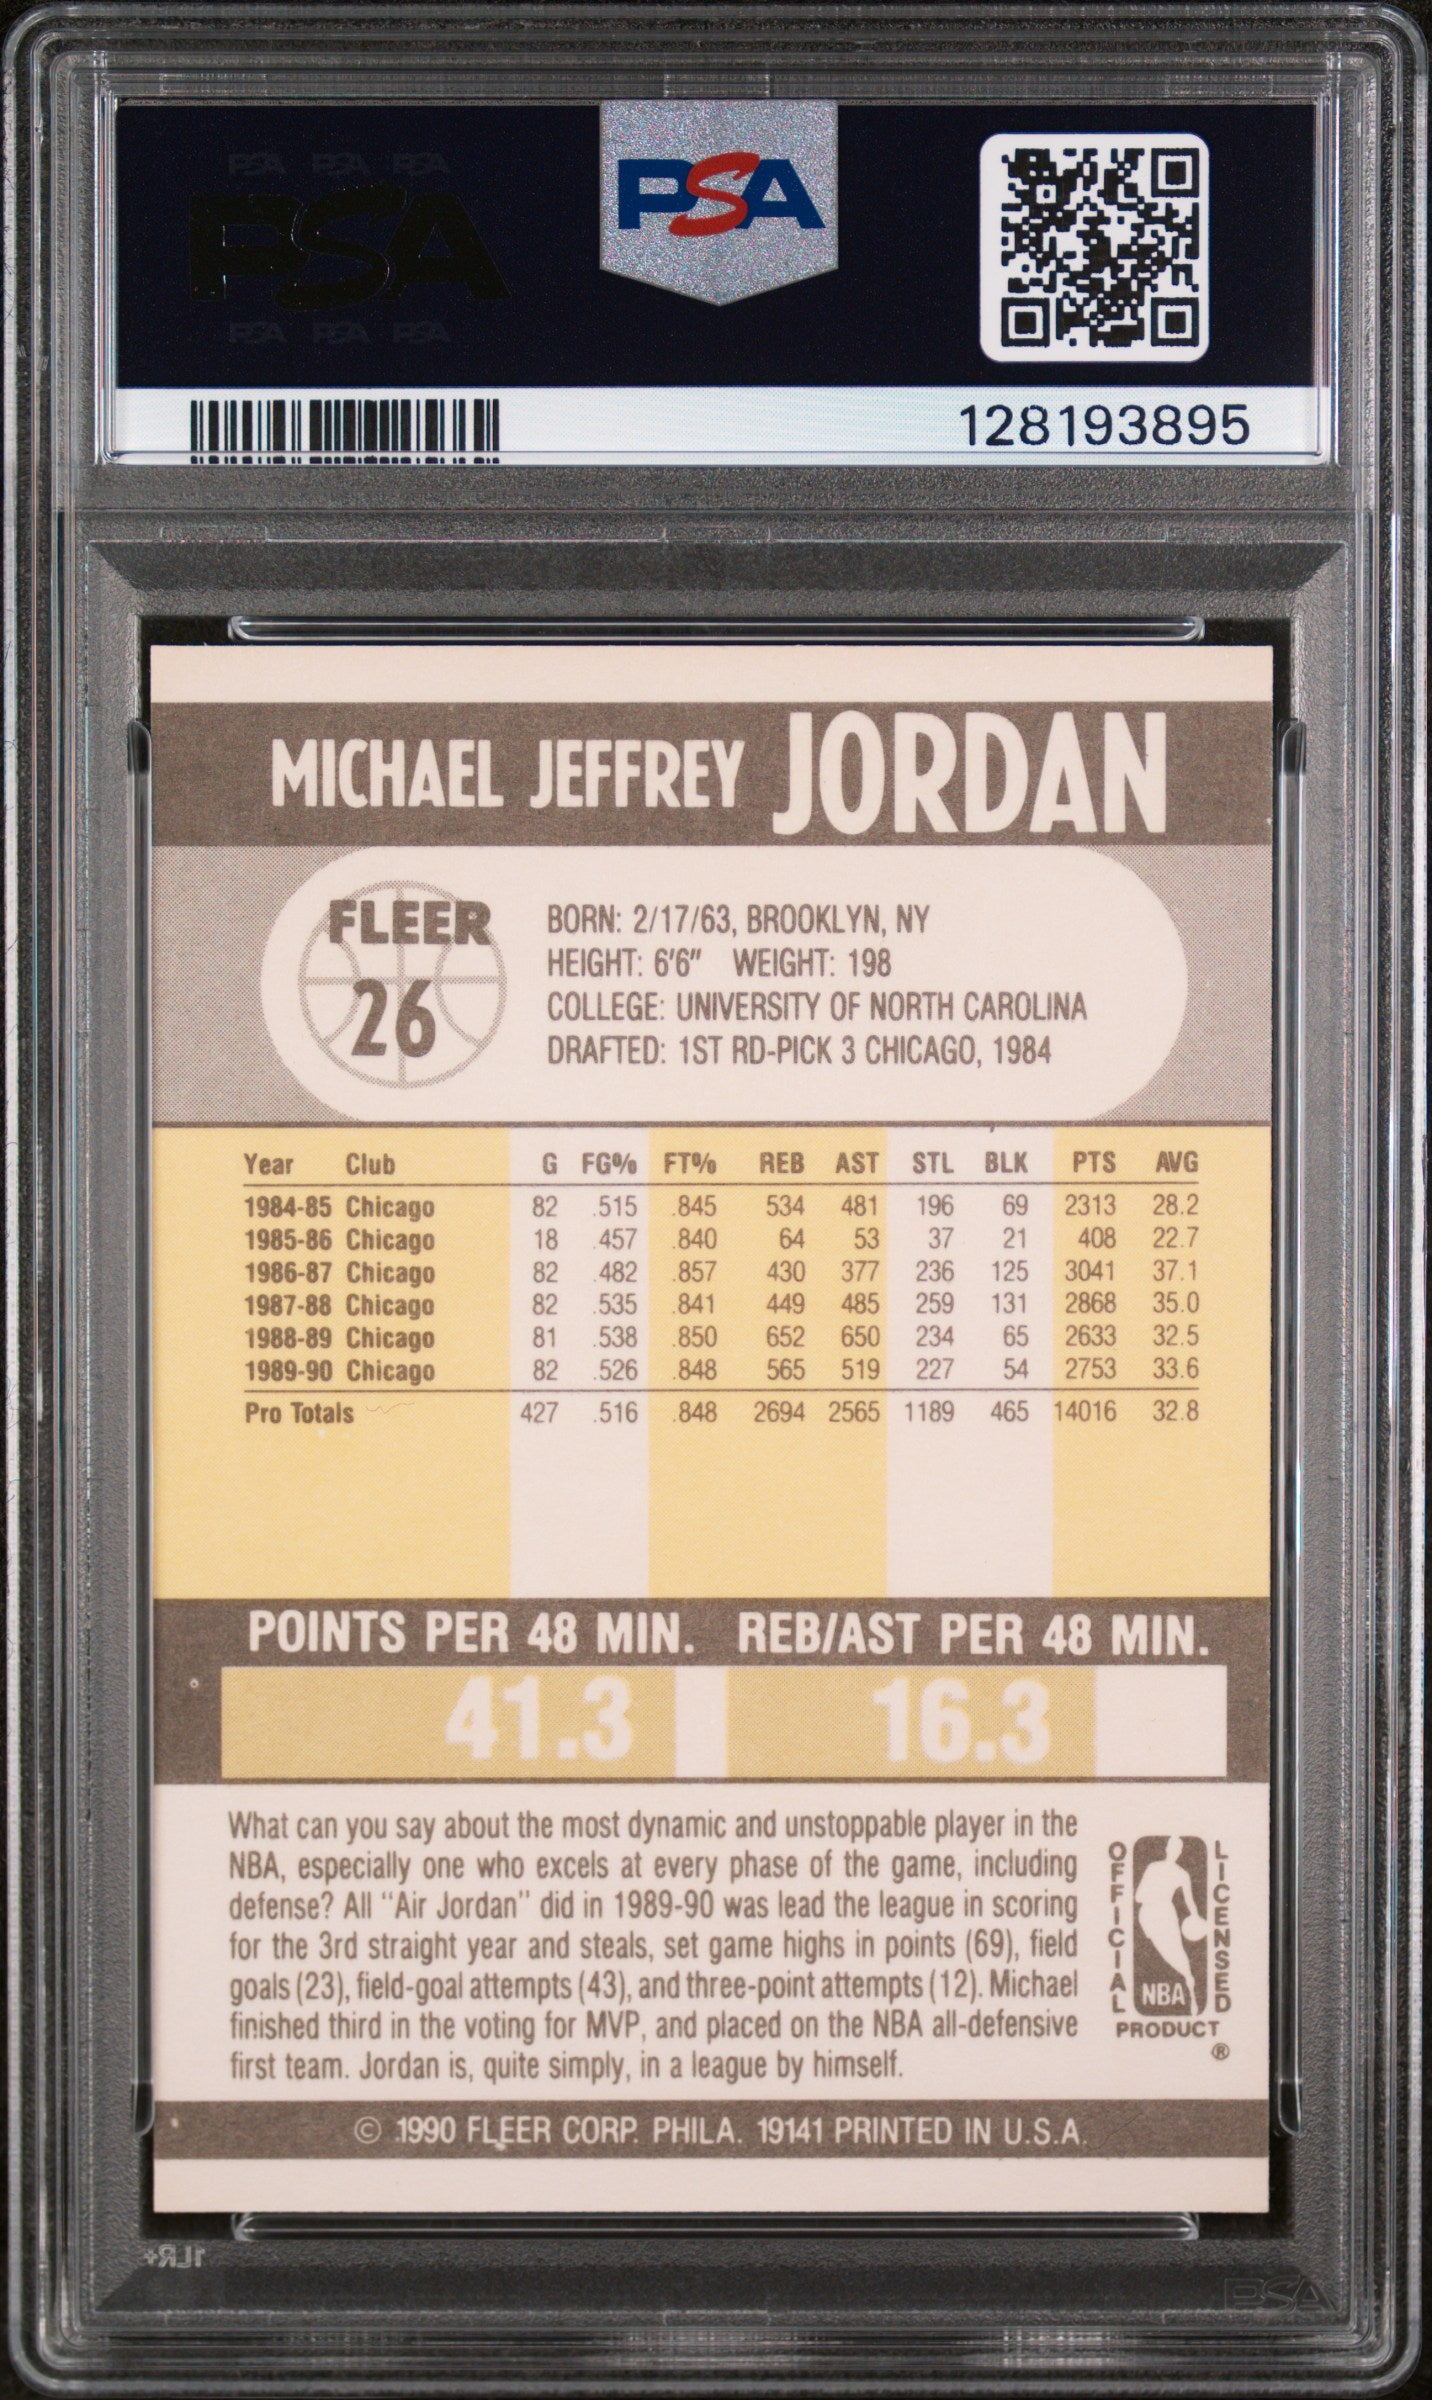 PSA PSA PSA
PSA
PSA PSA PSA
PSA
128193895
MICHAEL JEFFREY JORDAN
FLEER
26
BORN: 2/17/63, BROOKLYN, NY
HEIGHT: 6'6" WEIGHT: 198
COLLEGE: UNIVERSITY OF NORTH CAROLINA
DRAFTED: 1ST RD-PICK 3 CHICAGO, 1984
Year Club G FG% FT% REB AST STL BLK PTS AVG
1984-85 Chicago 82 .515 .845 534 481 196 69 2313 28.2
1985-86 Chicago 18 .457 .840 64 53 37 21 408 22.7
1986-87 Chicago 82 .482 .857 430 377 236 125 3041 37.1
1987-88 Chicago 82 .535 .841 449 485 259 131 2868 35.0
1988-89 Chicago 81 .538 .850 652 650 234 65 2633 32.5
1989-90 Chicago 82 .526 .848 565 519 227 54 2753 33.6
Pro Totals 427 .516 .848 2694 2565 1189 465 14016 32.8
POINTS PER 48 MIN. REB/AST PER 48 MIN.
41.3 16.3
What can you say about the most dynamic and unstoppable player in the
NBA, especially one who excels at every phase of the game, including
defense? All "Air Jordan" did in 1989-90 was lead the league in scoring
for the 3rd straight year and steals, set game highs in points (69), field
goals (23), field-goal attempts (43), and three-point attempts (12). Michael
finished third in the voting for MVP, and placed on the NBA all-defensive
first team. Jordan is, quite simply, in a league by himself.
OFFICIAL
LICENSED
NBA
PRODUCT
®
© 1990 FLEER CORP. PHILA. 19141 PRINTED IN U.S.A.
1LR+
PSA